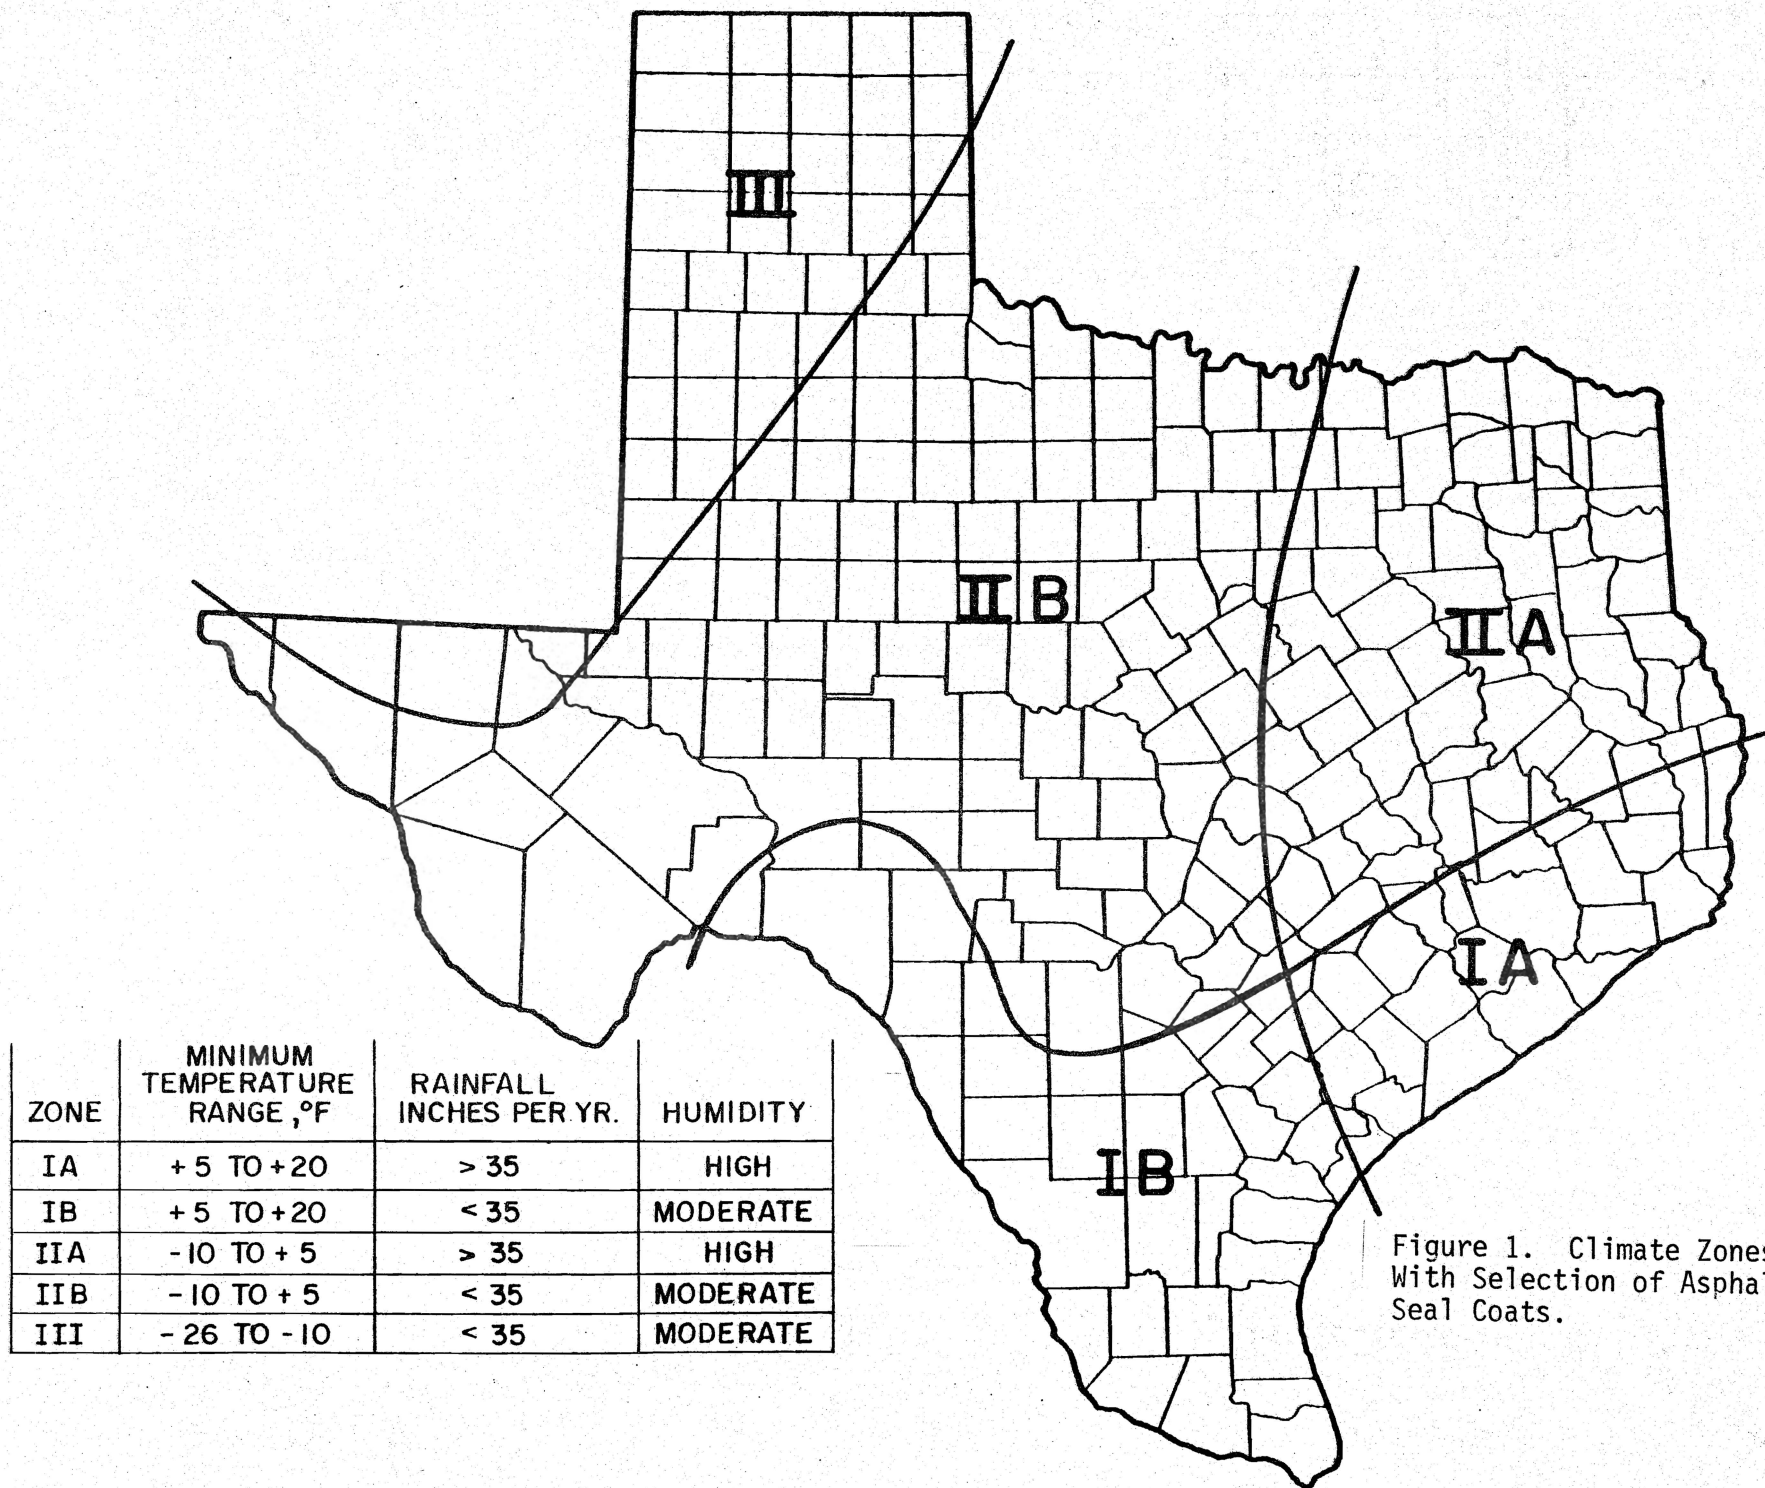 III
II B
II A
I A
I B
ZONE MINIMUM TEMPERATURE RANGE, °F RAINFALL INCHES PER YR. HUMIDITY
IA +5 TO +20 > 35 HIGH
IB +5 TO +20 < 35 MODERATE
IIA -10 TO +5 > 35 HIGH
IIB -10 TO +5 < 35 MODERATE
III -26 TO -10 < 35 MODERATE
Figure 1. Climate Zones
With Selection of Aspha
Seal Coats.